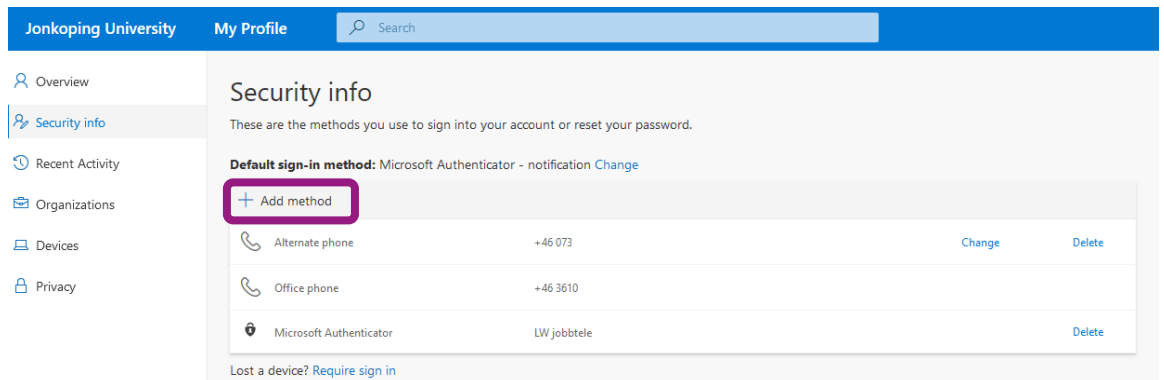 Jonkoping University My Profile Search
Overview
Security info
Recent Activity
Organizations
Devices
Privacy
Security info
These are the methods you use to sign into your account or reset your password.
Default sign-in method: Microsoft Authenticator - notification Change
+ Add method
Alternate phone +46 073 Change Delete
Office phone +46 3610
Microsoft Authenticator LW jobbtele Delete
Lost a device? Require sign in